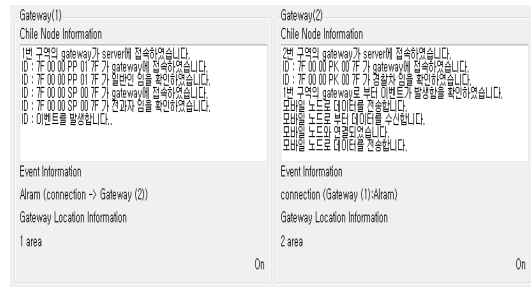 Gateway(1)
Chile Node Information
1번 구역의 gateway가 server에 접속하였습니다.
ID : 7F 00 00 PP 01 7F 가 gateway에 접속하였습니다.
ID : 7F 00 00 PP 01 7F 가 일반인 임을 확인하였습니다.
ID : 7F 00 00 SP 00 7F 가 gateway에 접속하였습니다.
ID : 7F 00 00 SP 00 7F 가 전과자 임을 확인하였습니다.
ID : 이벤트를 발생합니다..
Event Information
Alram (connection -> Gateway (2))
Gateway Location Information
1 area
On
Gateway(2)
Chile Node Information
2번 구역의 gateway가 server에 접속하였습니다.
ID : 7F 00 00 PK 00 7F 가 gateway에 접속하였습니다.
ID : 7F 00 00 PK 00 7F 가 경찰차 임을 확인하였습니다.
1번 구역의 gateway로 부터 이벤트가 발생함을 확인하였습니다.
모바일 노드로 데이터를 전송합니다.
모바일 노드로 부터 데이터를 수신합니다.
모바일 노드와 연결되었습니다.
모바일 노드로 데이터를 전송합니다.
Event Information
connection (Gateway (1):Alram)
Gateway Location Information
2 area
On